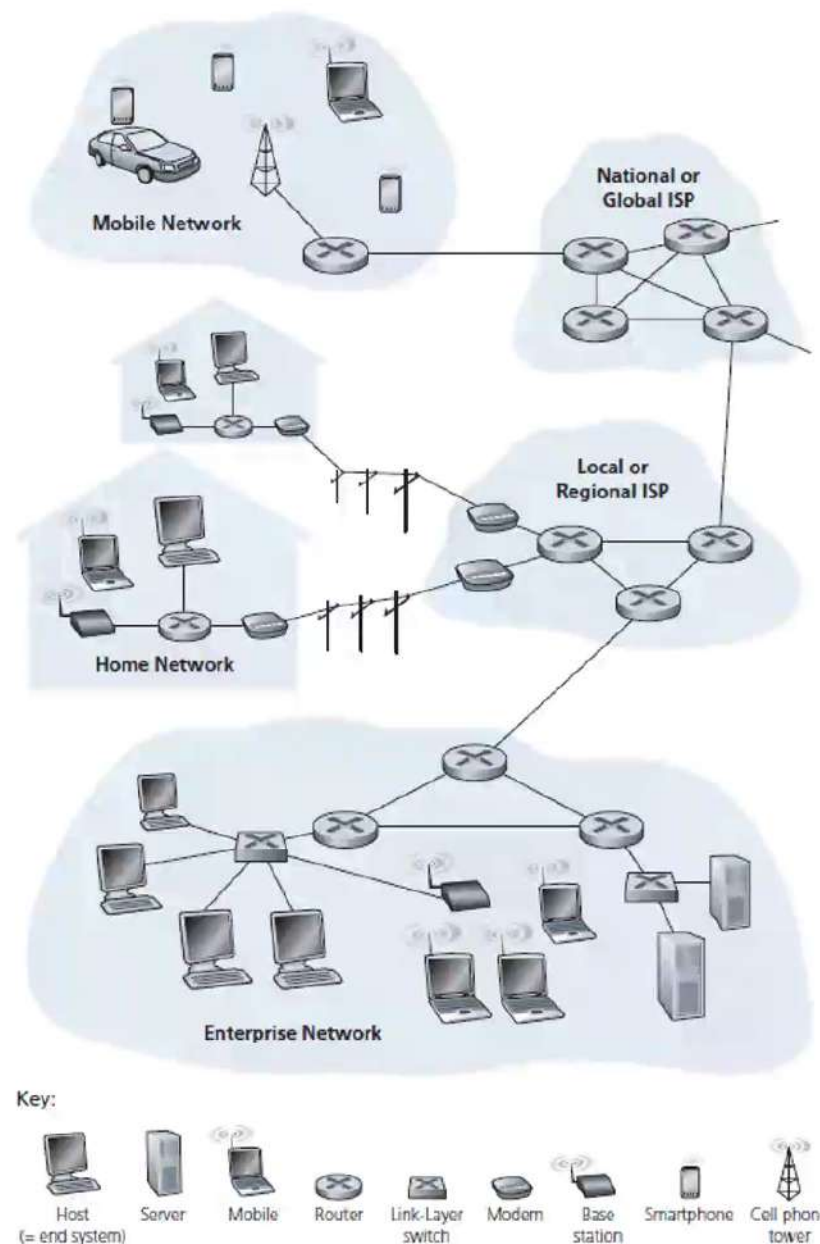 National or
Global ISP
Mobile Network
Local or
Regional ISP
Home Network
Enterprise Network
Key:
Host
(= end system)
Server
Mobile
Router
Link-Layer
switch
Modem
Base
station
Smartphone
Cell phon
tower